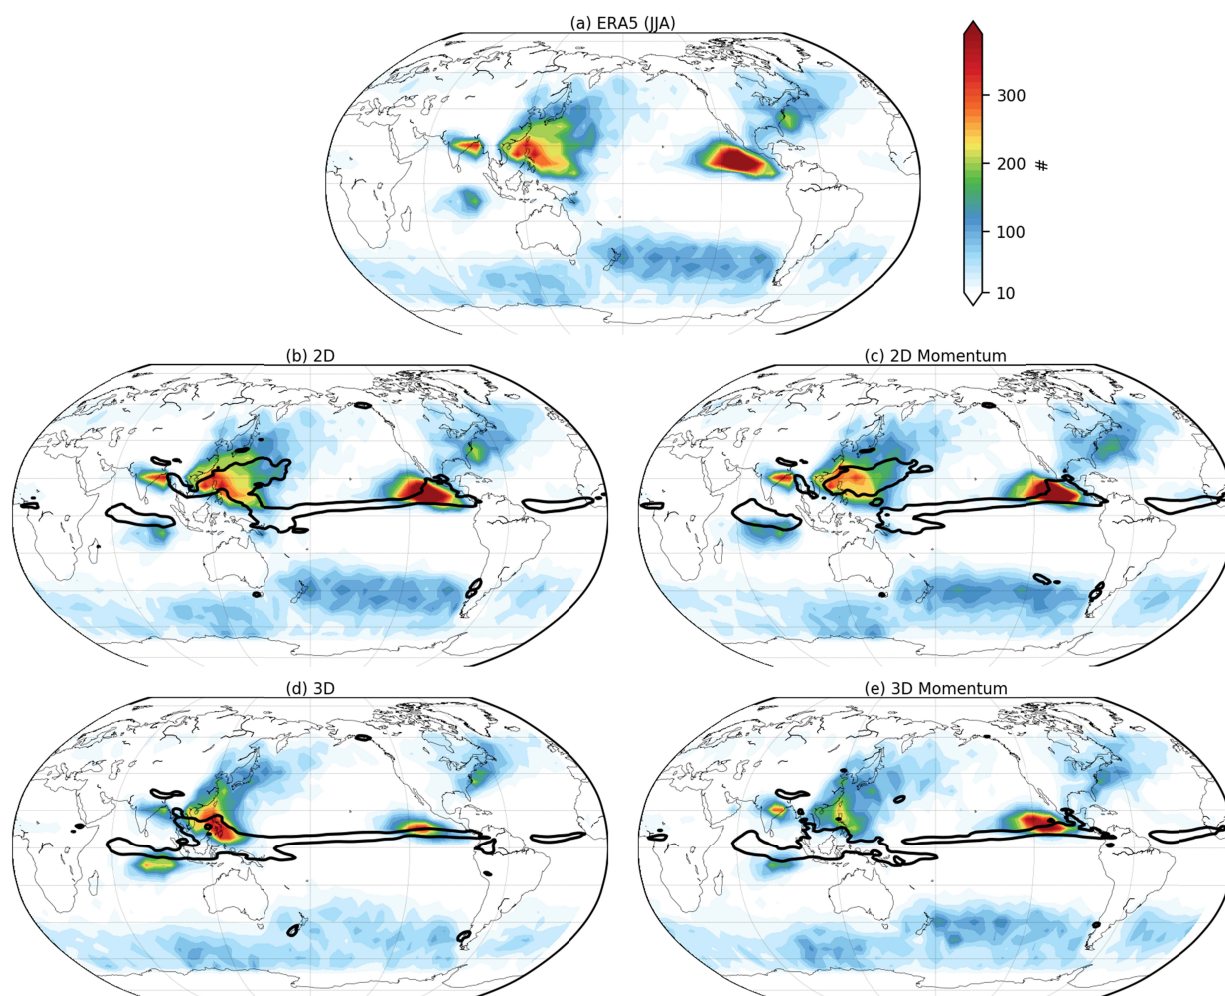 (a) ERA5 (JJA)
300
200
#
100
10
(b) 2D
(c) 2D Momentum
(d) 3D
(e) 3D Momentum